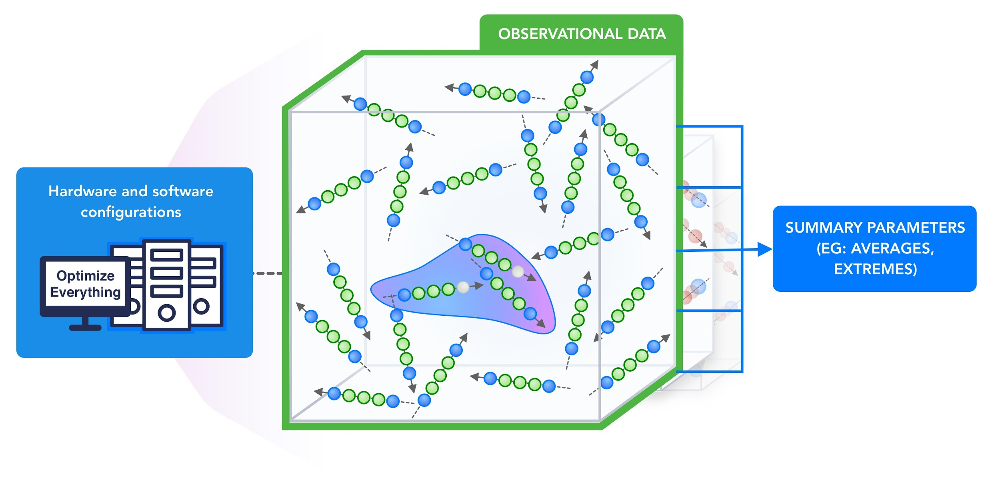 OBSERVATIONAL DATA
Hardware and software
configurations
Optimize
Everything
SUMMARY PARAMETERS
(EG: AVERAGES,
EXTREMES)